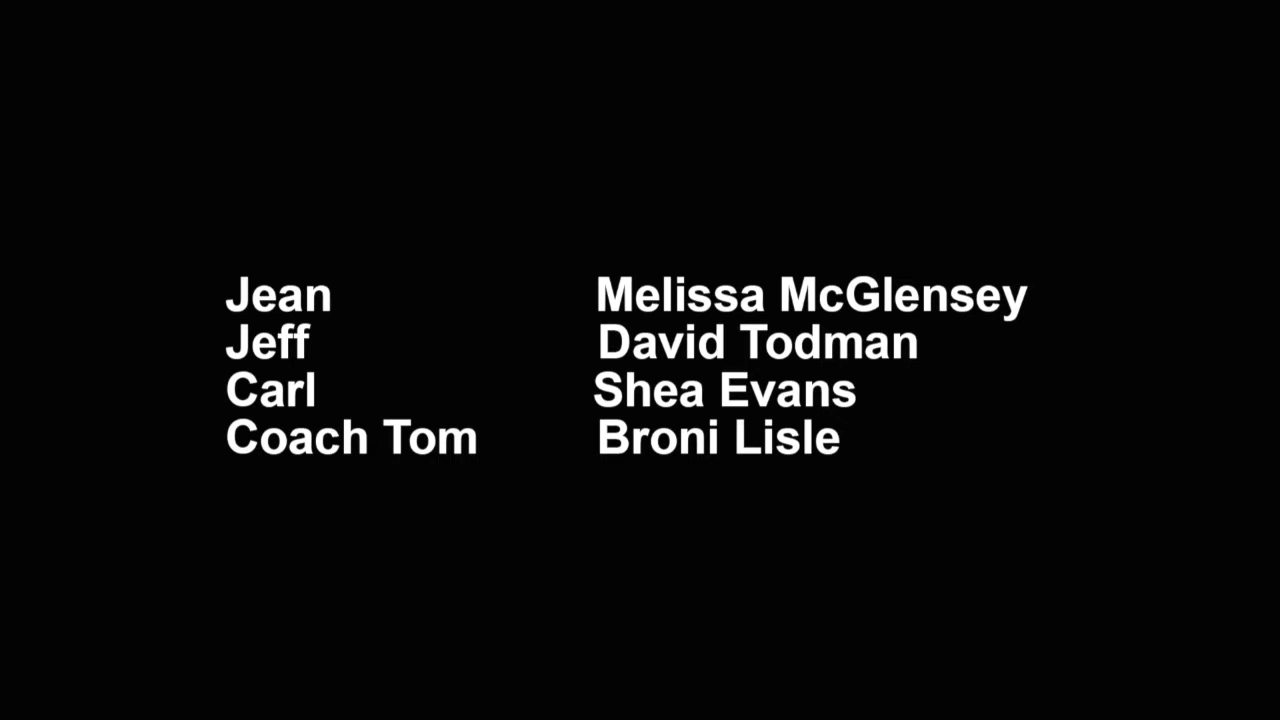 Jean Melissa McGlensey
Jeff David Todman
Carl Shea Evans
Coach Tom Broni Lisle